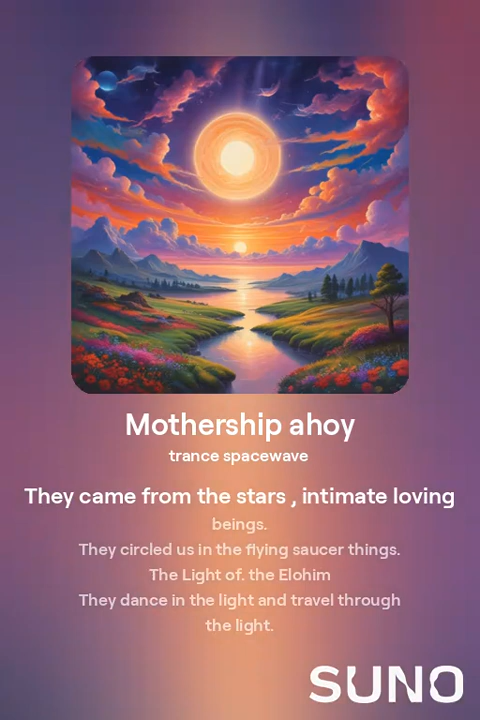 Mothership ahoy
trance spacewave
They came from the stars , intimate loving
beings.
They circled us in the flying saucer things.
The Light of. the Elohim
They dance in the light and travel through
the light.
SUNO